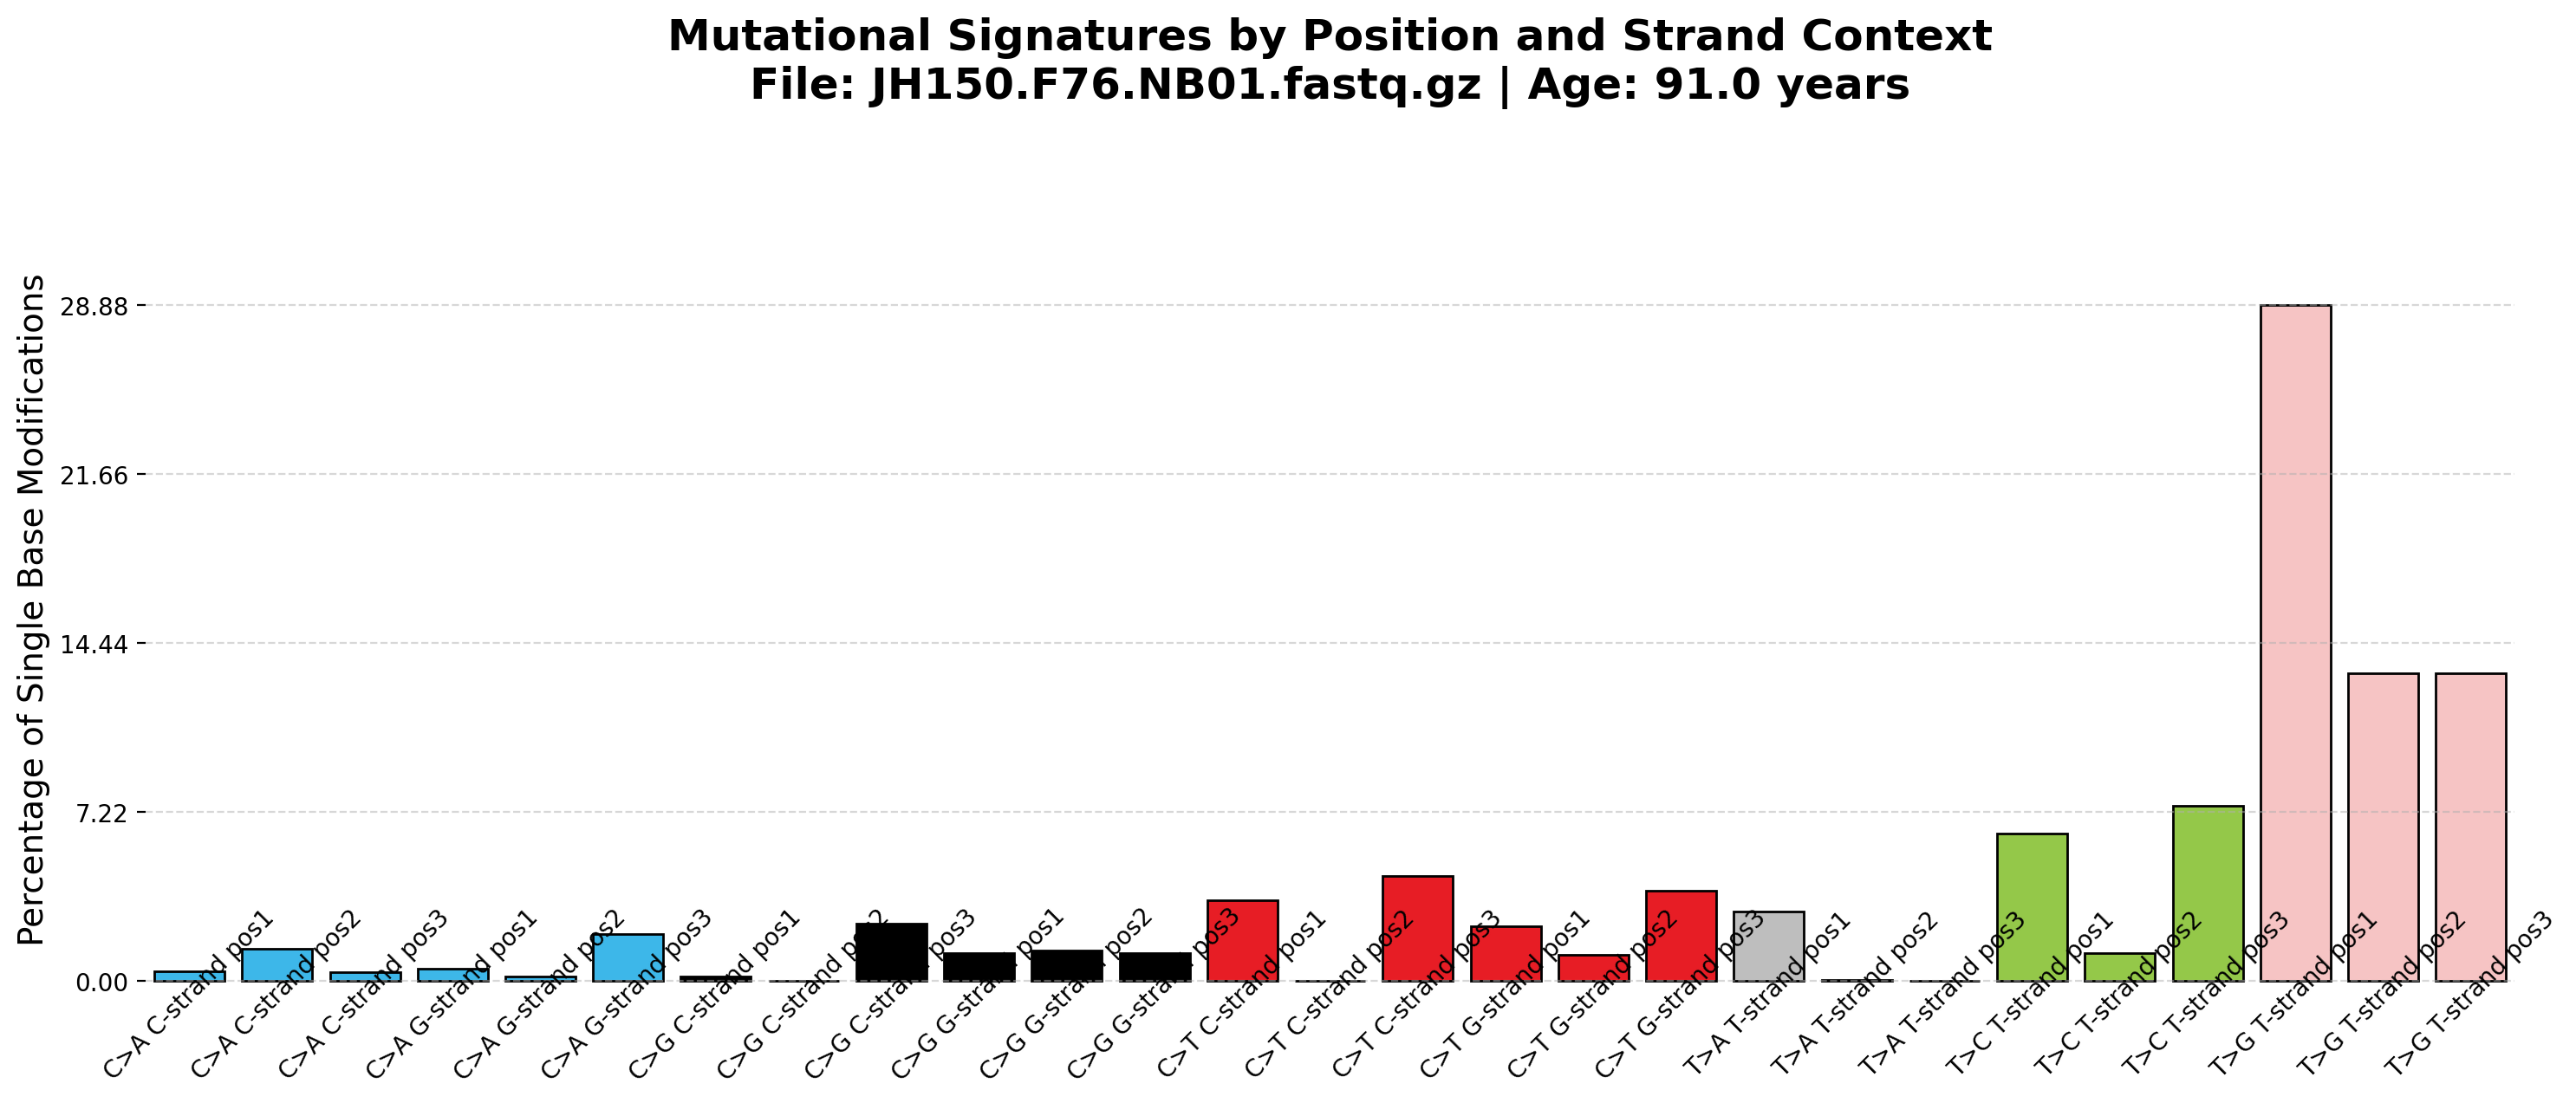 Mutational Signatures by Position and Strand Context
File: JH150.F76.NB01.fastq.gz | Age: 91.0 years
Percentage of Single Base Modifications
28.88
21.66
14.44
7.22
0.00
C>A C-strand pos1
C>A C-strand pos2
C>A C-strand pos3
C>A G-strand pos1
C>A G-strand pos2
C>A G-strand pos3
C>G C-strand pos1
C>G C-strand pos2
C>G C-strand pos3
C>G G-strand pos1
C>G G-strand pos2
C>G G-strand pos3
C>T C-strand pos1
C>T C-strand pos2
C>T C-strand pos3
C>T G-strand pos1
C>T G-strand pos2
C>T G-strand pos3
T>A T-strand pos1
T>A T-strand pos2
T>A T-strand pos3
T>C T-strand pos1
T>C T-strand pos2
T>C T-strand pos3
T>G T-strand pos1
T>G T-strand pos2
T>G T-strand pos3